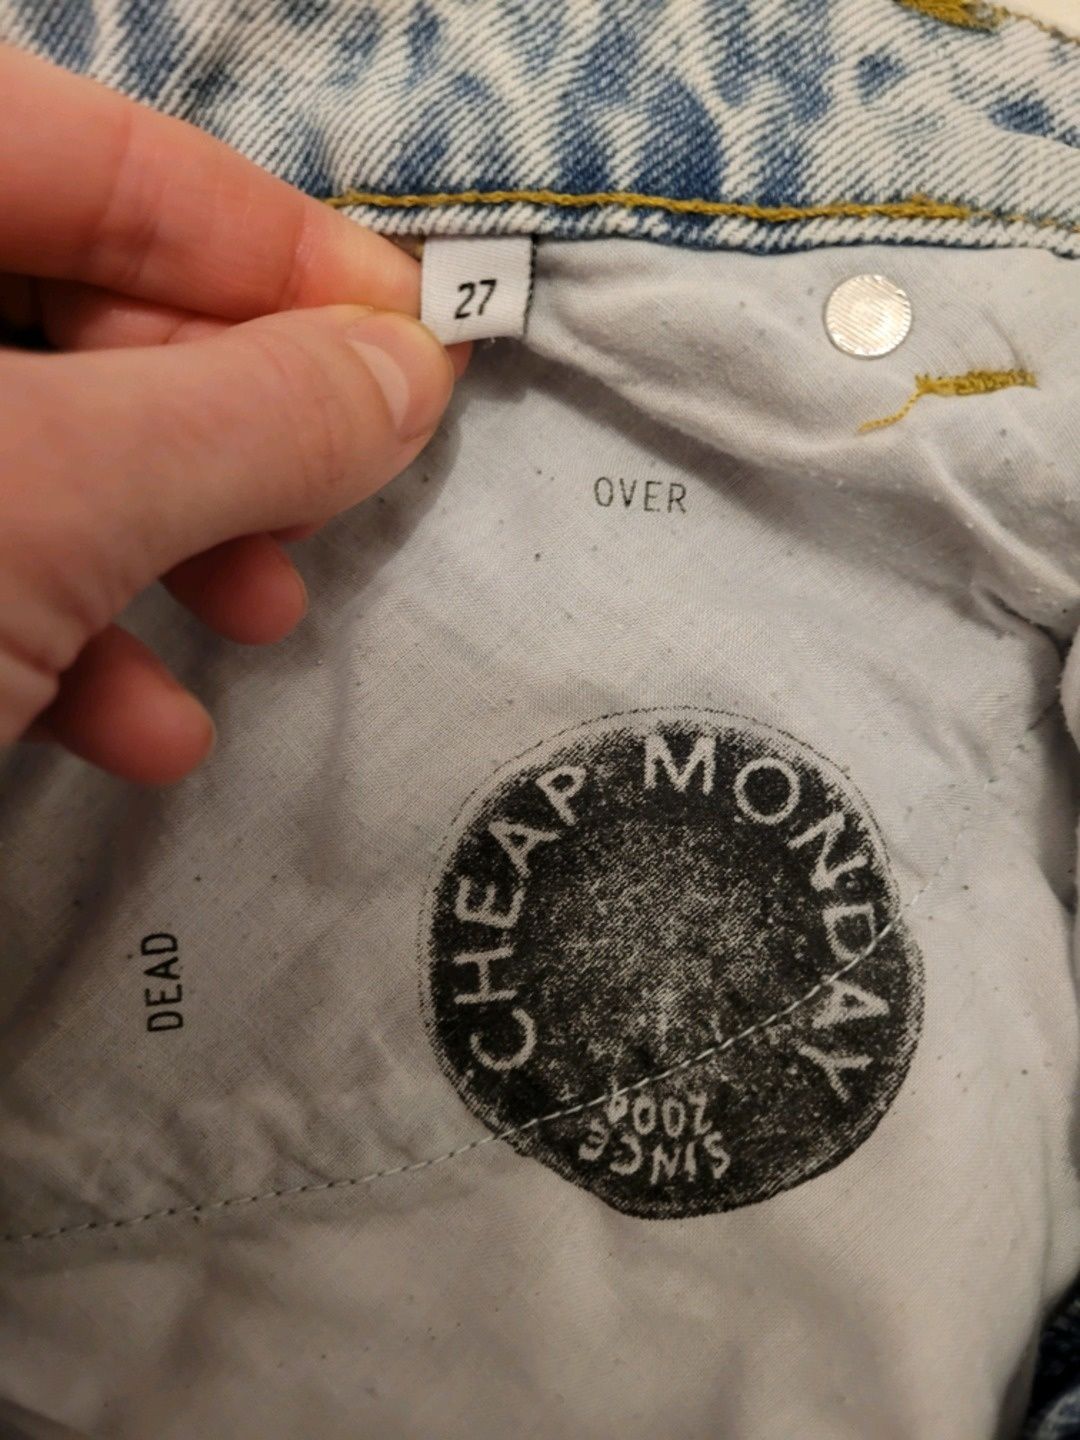 27
OVER
DEAD
CHEAP MONDAY
SINCE
2004